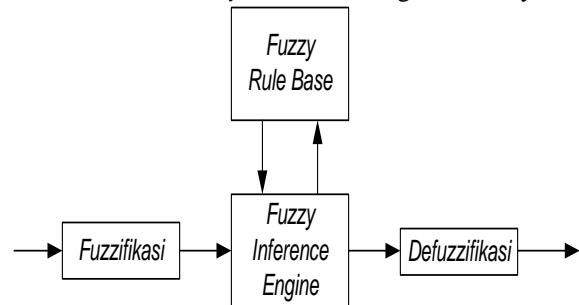 Fuzzy
Rule Base
Fuzzifikasi
Fuzzy
Inference
Engine
Defuzzifikasi